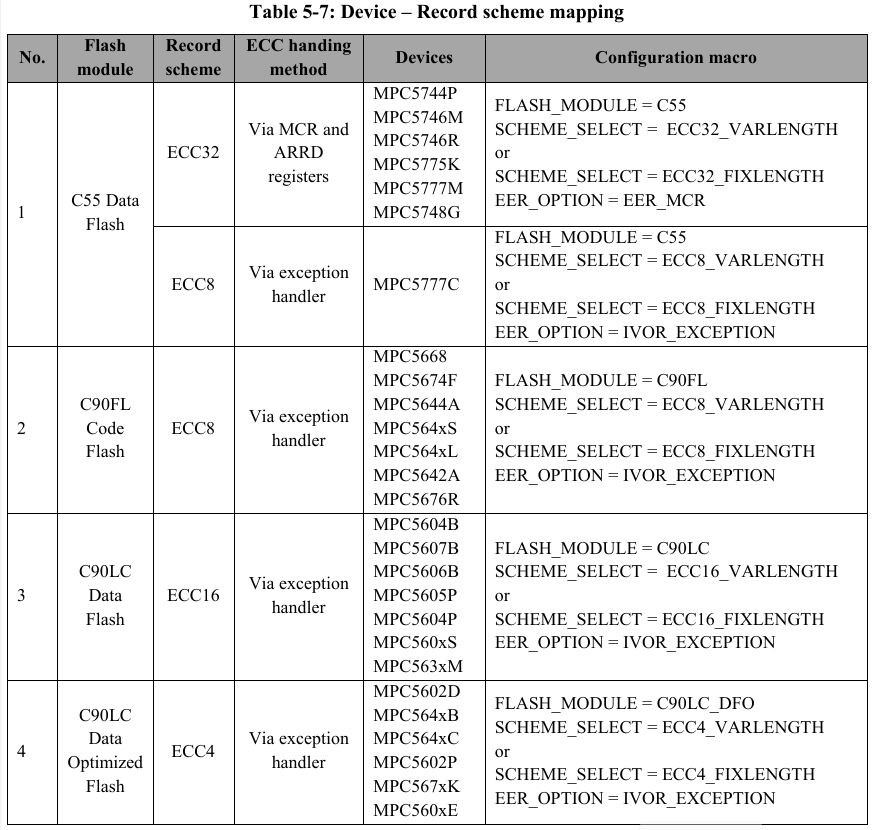 Table 5-7: Device – Record scheme mapping
No.
Flash
module
Record
scheme
ECC handing
method
Devices
Configuration macro
1
C55 Data
Flash
ECC32
Via MCR and
ARRD
registers
MPC5744P
MPC5746M
MPC5746R
MPC5775K
MPC5777M
MPC5748G
FLASH_MODULE = C55
SCHEME_SELECT = ECC32_VARLENGTH
or
SCHEME_SELECT = ECC32_FIXLENGTH
EER_OPTION = EER_MCR
ECC8
Via exception
handler
MPC5777C
FLASH_MODULE = C55
SCHEME_SELECT = ECC8_VARLENGTH
or
SCHEME_SELECT = ECC8_FIXLENGTH
EER_OPTION = IVOR_EXCEPTION
2
C90FL
Code
Flash
ECC8
Via exception
handler
MPC5668
MPC5674F
MPC5644A
MPC564xS
MPC564xL
MPC5642A
MPC5676R
FLASH_MODULE = C90FL
SCHEME_SELECT = ECC8_VARLENGTH
or
SCHEME_SELECT = ECC8_FIXLENGTH
EER_OPTION = IVOR_EXCEPTION
3
C90LC
Data
Flash
ECC16
Via exception
handler
MPC5604B
MPC5607B
MPC5606B
MPC5605P
MPC5604P
MPC560xS
MPC563xM
FLASH_MODULE = C90LC
SCHEME_SELECT = ECC16_VARLENGTH
or
SCHEME_SELECT = ECC16_FIXLENGTH
EER_OPTION = IVOR_EXCEPTION
4
C90LC
Data
Optimized
Flash
ECC4
Via exception
handler
MPC5602D
MPC564xB
MPC564xC
MPC5602P
MPC567xK
MPC560xE
FLASH_MODULE = C90LC_DFO
SCHEME_SELECT = ECC4_VARLENGTH
or
SCHEME_SELECT = ECC4_FIXLENGTH
EER_OPTION = IVOR_EXCEPTION